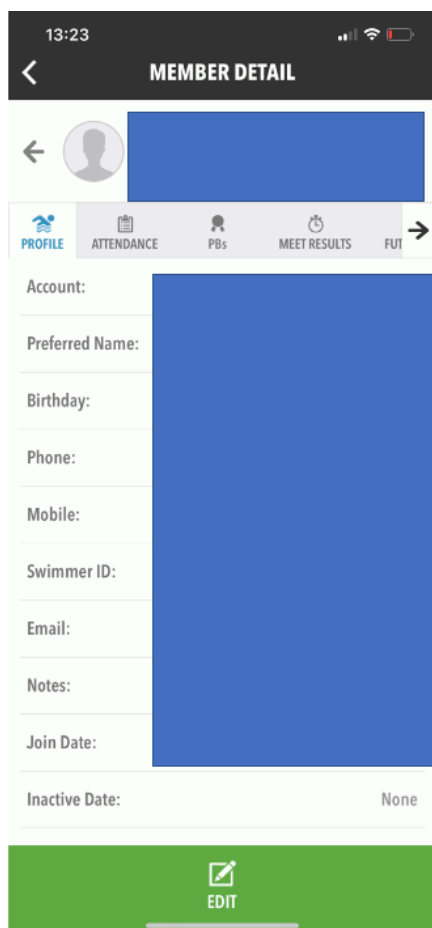 13:23
MEMBER DETAIL
PROFILE
ATTENDANCE
PBs
MEET RESULTS
FUT
Account:
Preferred Name:
Birthday:
Phone:
Mobile:
Swimmer ID:
Email:
Notes:
Join Date:
Inactive Date: None
EDIT